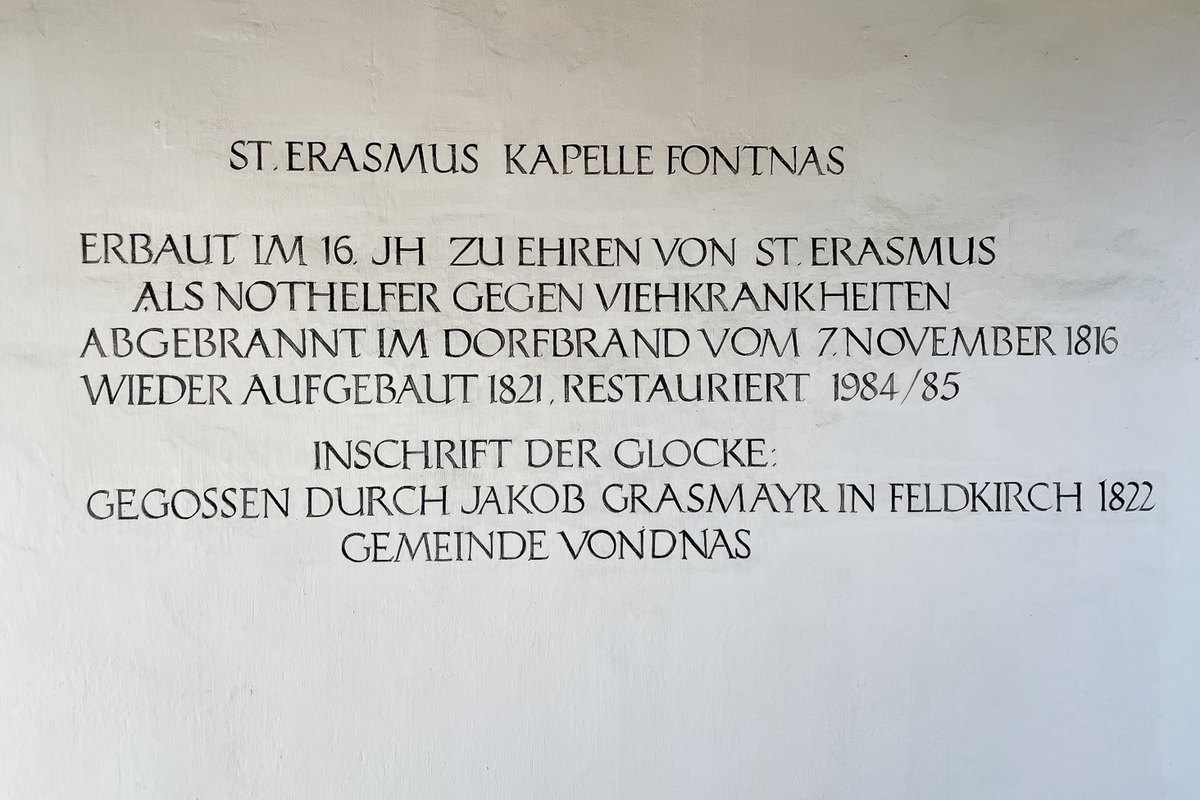 ST. ERASMUS KAPELLE FONTNAS
ERBAUT IM 16. JH ZU EHREN VON ST. ERASMUS
ALS NOTHELFER GEGEN VIEHKRANKHEITEN
ABGEBRANNT IM DORFBRAND VOM 7. NOVEMBER 1816
WIEDER AUFGEBAUT 1821, RESTAURIERT 1984/85
INSCHRIFT DER GLOCKE:
GEGOSSEN DURCH JAKOB GRASMAYR IN FELDKIRCH 1822
GEMEINDE VONDNAS